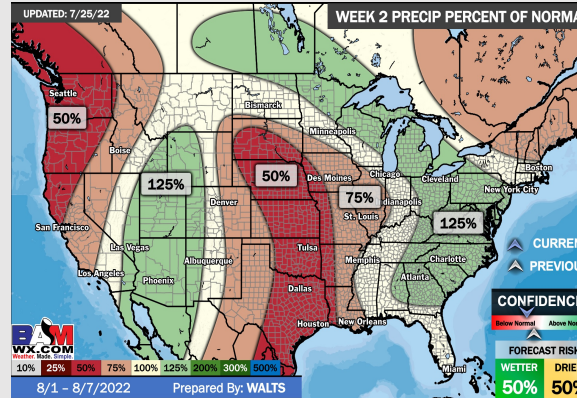 UPDATED: 7/25/22
WEEK 2 PRECIP PERCENT OF NORMA
Seattle
50%
Bismarck
Minneapolis
Boise
Boston
125%
50%
Des Moines
Chicago
Cleveland
New York City
Denver
75%
dianapolis
St. Louis
125%
San Francisco
Las Vegas
Albuquerque
Tulsa
Memphis
Charlotte
CURREN
Los Angeles
Phoenix
Atlanta
PREVIOU
Dallas
Houston
New Orleans
Miami
CONFIDENCE
Below Normal Above Nor
BAM
WX.COM
Weather. Made. Simple.
FORECAST RISK
10% 25% 50% 75% 100% 125% 200% 300% 500%
WETTER DRIE
50% 50%
8/1 – 8/7/2022 Prepared By: WALTS